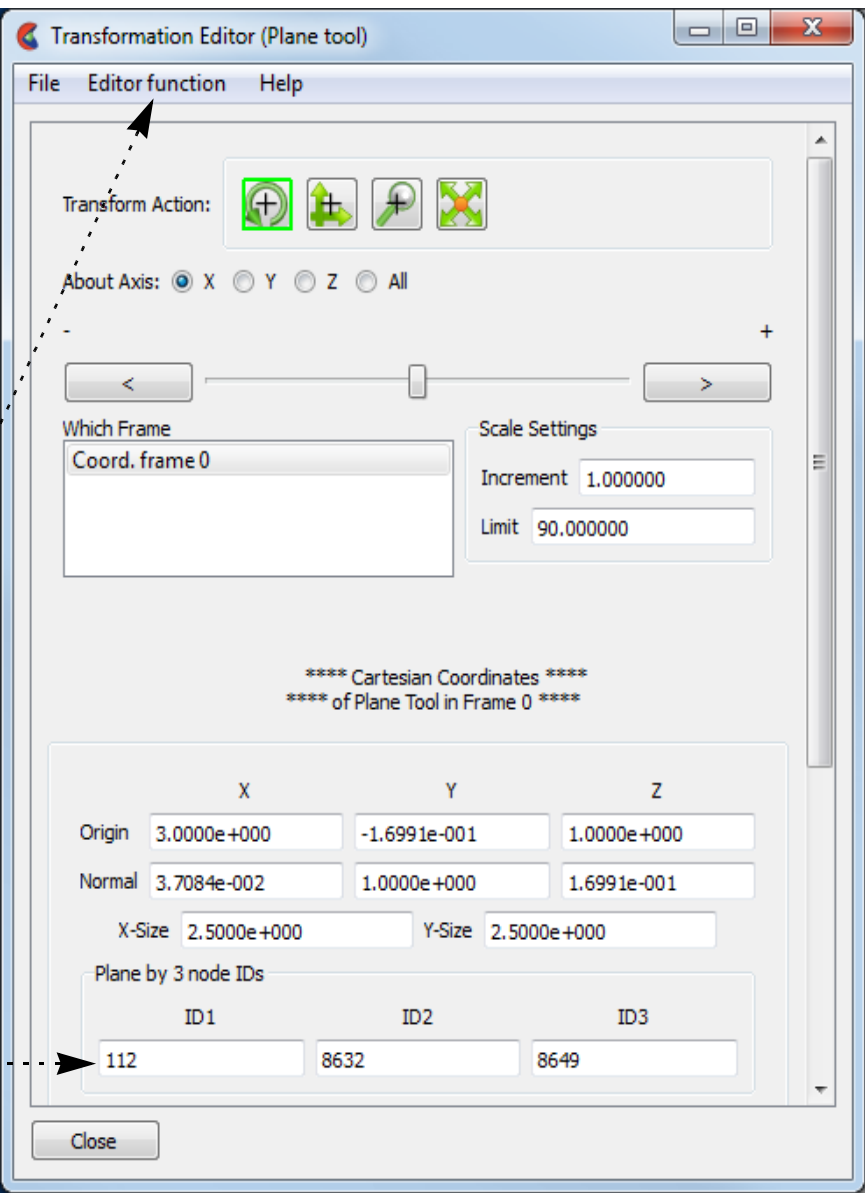 Transformation Editor (Plane tool)
File Editor function Help
Transform Action:
About Axis: X Y Z All
- +
< >
Which Frame
Coord. frame 0
Scale Settings
Increment 1.000000
Limit 90.000000
**** Cartesian Coordinates ****
**** of Plane Tool in Frame 0 ****
X Y Z
Origin 3.0000e+000 -1.6991e-001 1.0000e+000
Normal 3.7084e-002 1.0000e+000 1.6991e-001
X-Size 2.5000e+000 Y-Size 2.5000e+000
Plane by 3 node IDs
ID1 ID2 ID3
112 8632 8649
Close